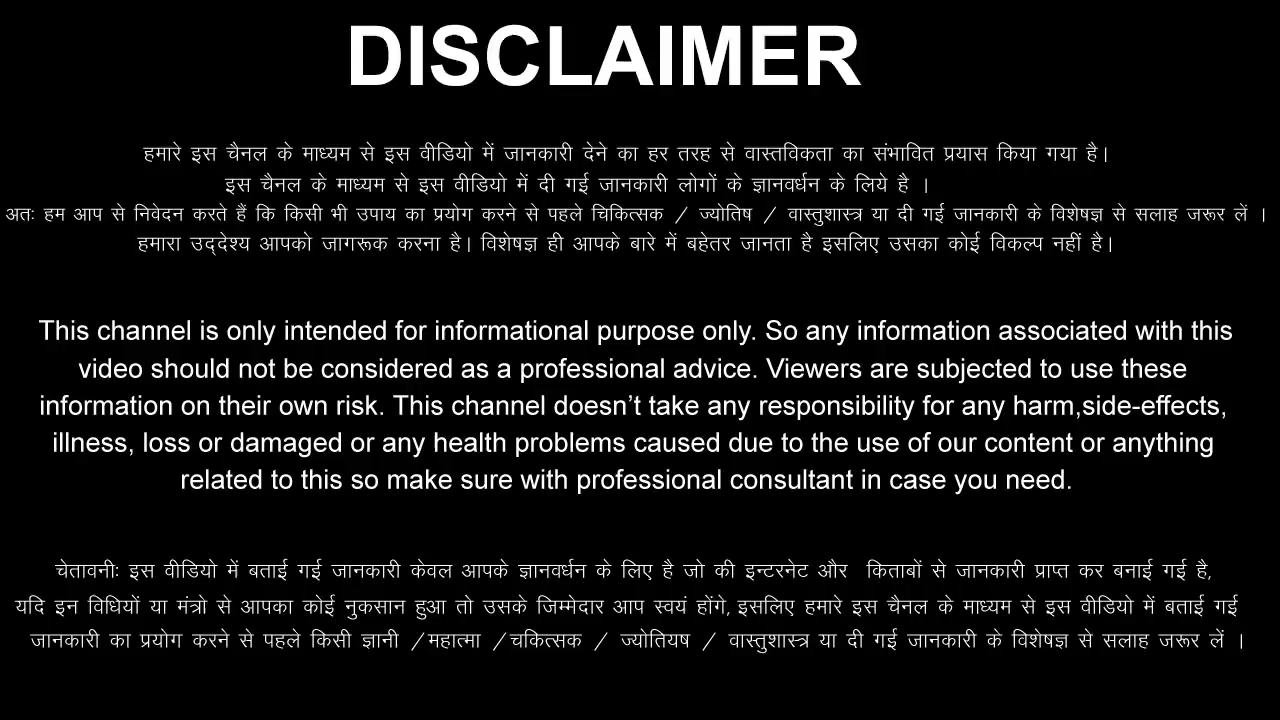 DISCLAIMER
हमारे इस चैनल के माध्यम से इस वीडियो में जानकारी देने का हर तरह से वास्तविकता का संभावित प्रयास किया गया है।
इस चैनल के माध्यम से इस वीडियो में दी गई जानकारी लोगों के ज्ञानवर्धन के लिये है ।
अतः हम आप से निवेदन करते हैं कि किसी भी उपाय का प्रयोग करने से पहले चिकित्सक / ज्योतिष / वास्तुशास्त्र या दी गई जानकारी के विशेषज्ञ से सलाह जरूर लें ।
हमारा उद्देश्य आपको जागरूक करना है। विशेषज्ञ ही आपके बारे में बहेतर जानता है इसलिए उसका कोई विकल्प नहीं है।
This channel is only intended for informational purpose only. So any information associated with this
video should not be considered as a professional advice. Viewers are subjected to use these
information on their own risk. This channel doesn’t take any responsibility for any harm,side-effects,
illness, loss or damaged or any health problems caused due to the use of our content or anything
related to this so make sure with professional consultant in case you need.
चेतावनीः इस वीडियो में बताई गई जानकारी केवल आपके ज्ञानवर्धन के लिए है जो की इन्टरनेट और किताबों से जानकारी प्राप्त कर बनाई गई है,
यदि इन विधियों या मंत्रो से आपका कोई नुकसान हुआ तो उसके जिम्मेदार आप स्वयं होंगे, इसलिए हमारे इस चैनल के माध्यम से इस वीडियो में बताई गई
जानकारी का प्रयोग करने से पहले किसी ज्ञानी /महात्मा /चकित्सक / ज्योतियष / वास्तुशास्त्र या दी गई जानकारी के विशेषज्ञ से सलाह जरूर लें ।